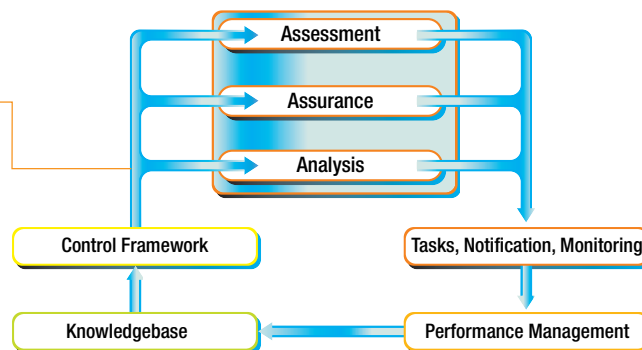 Assessment
Assurance
Analysis
Control Framework
Tasks, Notification, Monitoring
Knowledgebase
Performance Management